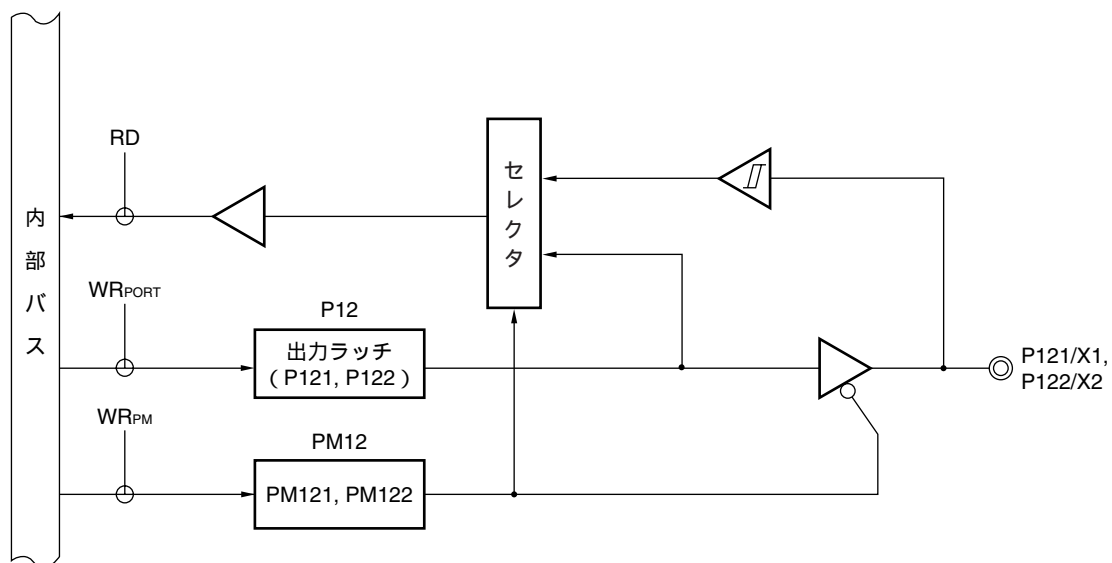 RD
セレクタ
内部バス
WRPORT
P12
出力ラッチ
( P121, P122 )
P121/X1,
P122/X2
WRPM
PM12
PM121, PM122